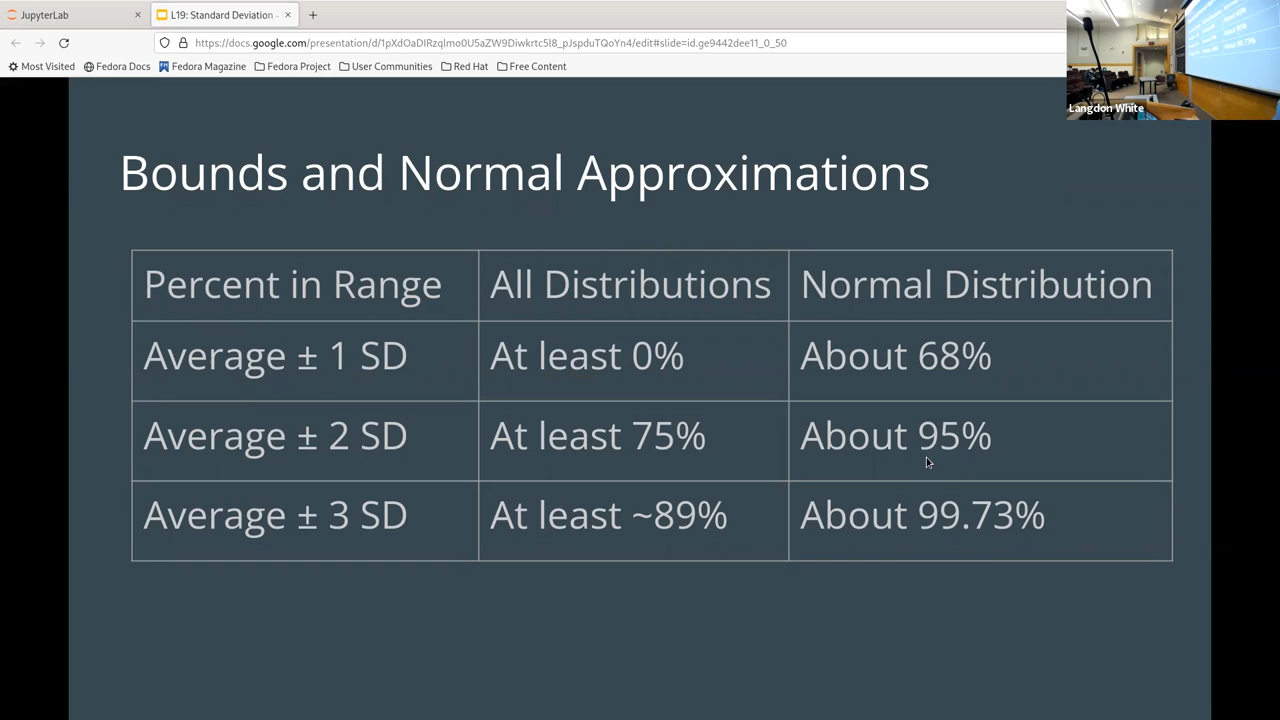 JupyterLab
L19: Standard Deviation -
https://docs.google.com/presentation/d/1pXdOaDIRzqlmo0U5aZW9Diwkrtc5l8_pJspduTQoYn4/edit#slide=id.ge9442dee11_0_50
Most Visited Fedora Docs Fedora Magazine Fedora Project User Communities Red Hat Free Content
Langdon White
Bounds and Normal Approximations
Percent in Range All Distributions Normal Distribution
Average ± 1 SD At least 0% About 68%
Average ± 2 SD At least 75% About 95%
Average ± 3 SD At least ~89% About 99.73%